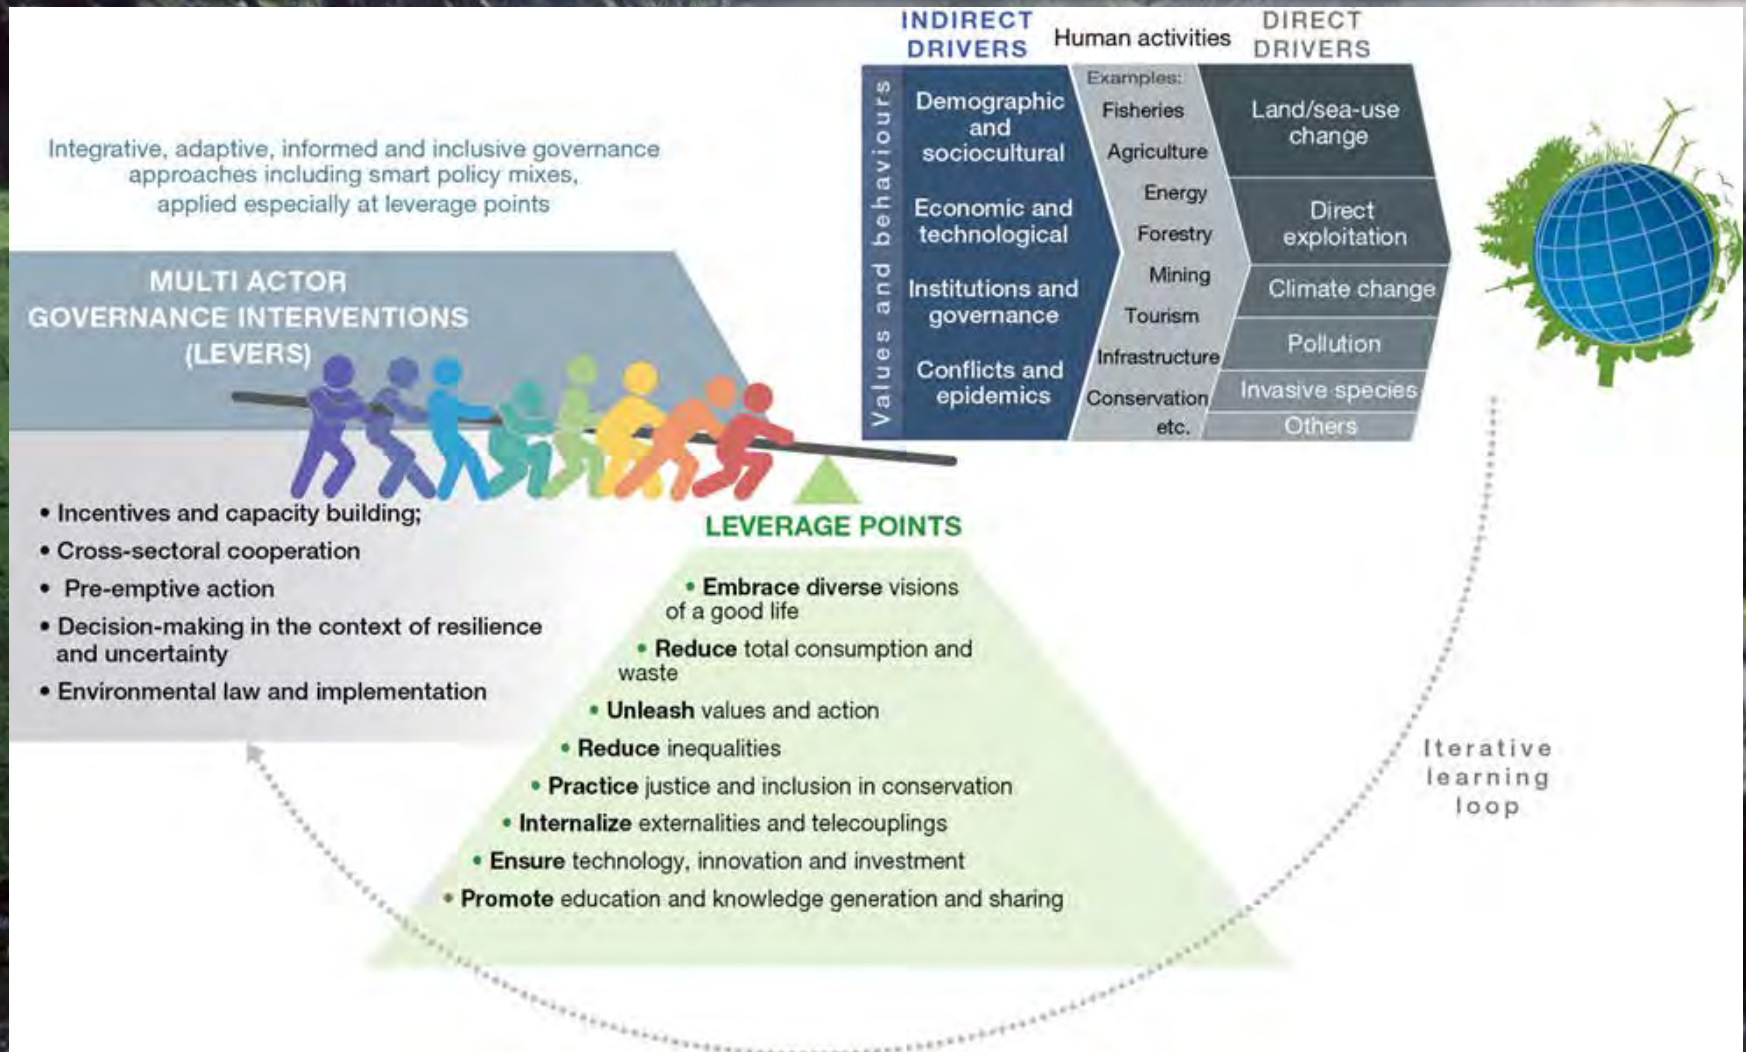 INDIRECT
DRIVERS
Human activities
DIRECT
DRIVERS
Values and behaviours
Demographic
and
sociocultural
Economic and
technological
Institutions and
governance
Conflicts and
epidemics
Examples:
Fisheries
Agriculture
Energy
Forestry
Mining
Tourism
Infrastructure
Conservation
etc.
Land/sea-use
change
Direct
exploitation
Climate change
Pollution
Invasive species
Others
Integrative, adaptive, informed and inclusive governance
approaches including smart policy mixes,
applied especially at leverage points
MULTI ACTOR
GOVERNANCE INTERVENTIONS
(LEVERS)
• Incentives and capacity building;
• Cross-sectoral cooperation
• Pre-emptive action
• Decision-making in the context of resilience
and uncertainty
• Environmental law and implementation
LEVERAGE POINTS
• Embrace diverse visions
of a good life
• Reduce total consumption and
waste
• Unleash values and action
• Reduce inequalities
• Practice justice and inclusion in conservation
• Internalize externalities and telecouplings
• Ensure technology, innovation and investment
• Promote education and knowledge generation and sharing
Iterative
learning
loop